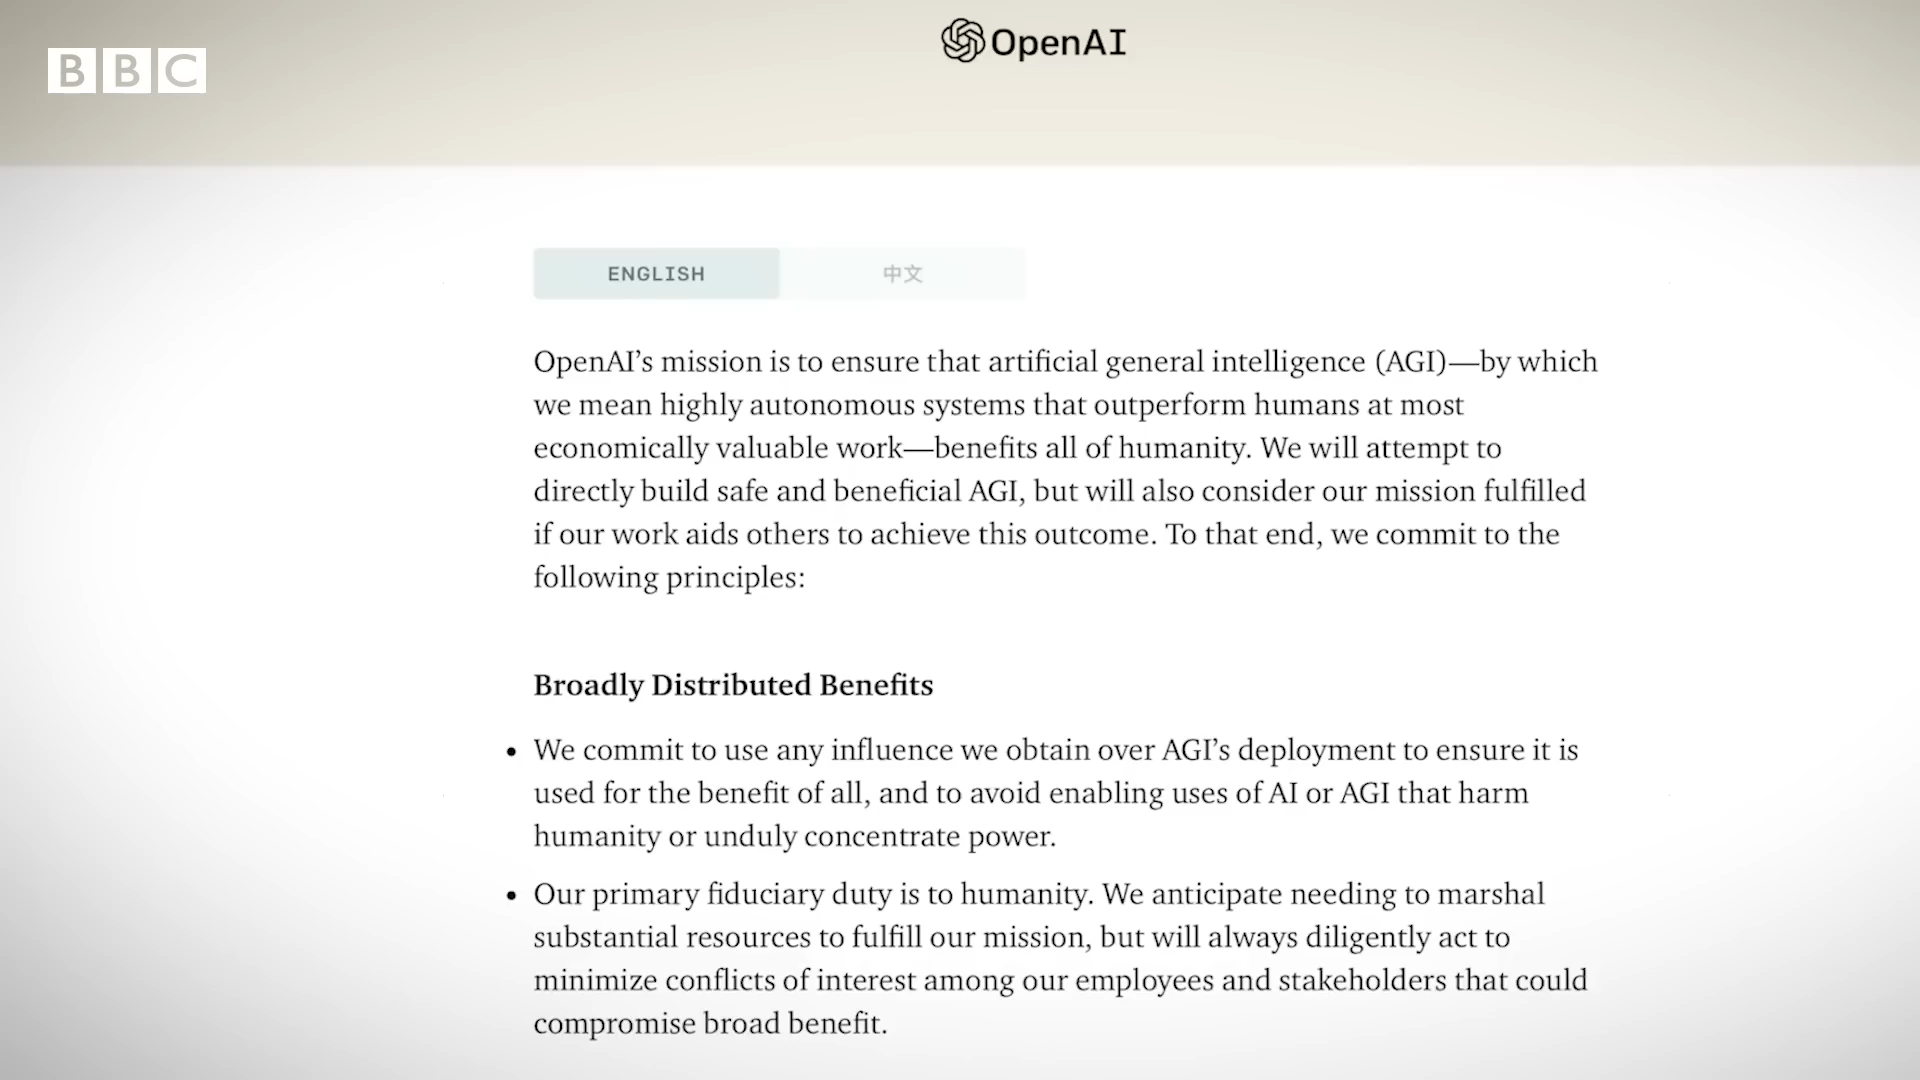 BBC
OpenAI
ENGLISH
中文
OpenAI’s mission is to ensure that artificial general intelligence (AGI)—by which
we mean highly autonomous systems that outperform humans at most
economically valuable work—benefits all of humanity. We will attempt to
directly build safe and beneficial AGI, but will also consider our mission fulfilled
if our work aids others to achieve this outcome. To that end, we commit to the
following principles:
Broadly Distributed Benefits
• We commit to use any influence we obtain over AGI’s deployment to ensure it is
used for the benefit of all, and to avoid enabling uses of AI or AGI that harm
humanity or unduly concentrate power.
• Our primary fiduciary duty is to humanity. We anticipate needing to marshal
substantial resources to fulfill our mission, but will always diligently act to
minimize conflicts of interest among our employees and stakeholders that could
compromise broad benefit.